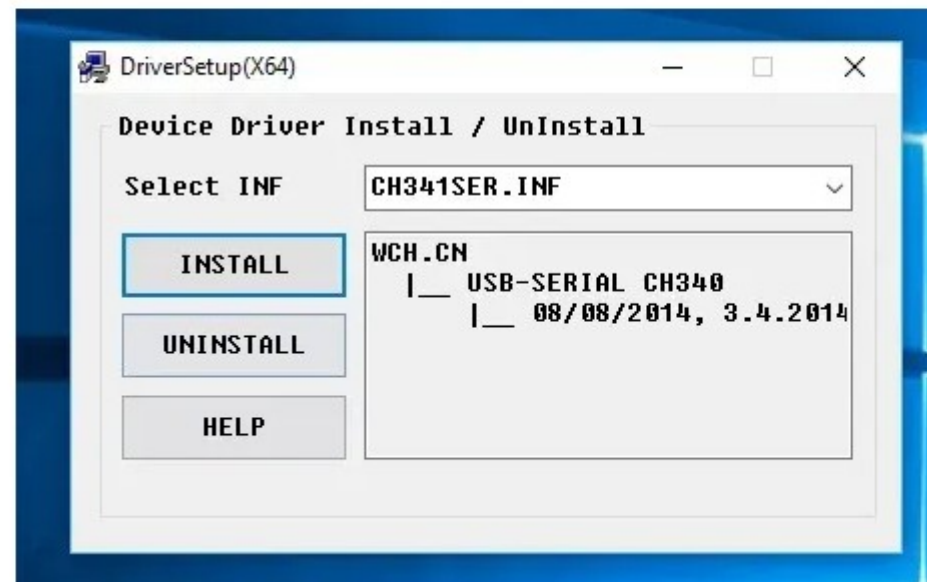 DriverSetup(X64)
Device Driver Install / UnInstall
Select INF
CH341SER.INF
INSTALL
WCH.CN
|__ USB-SERIAL CH340
|__ 08/08/2014, 3.4.2014
UNINSTALL
HELP